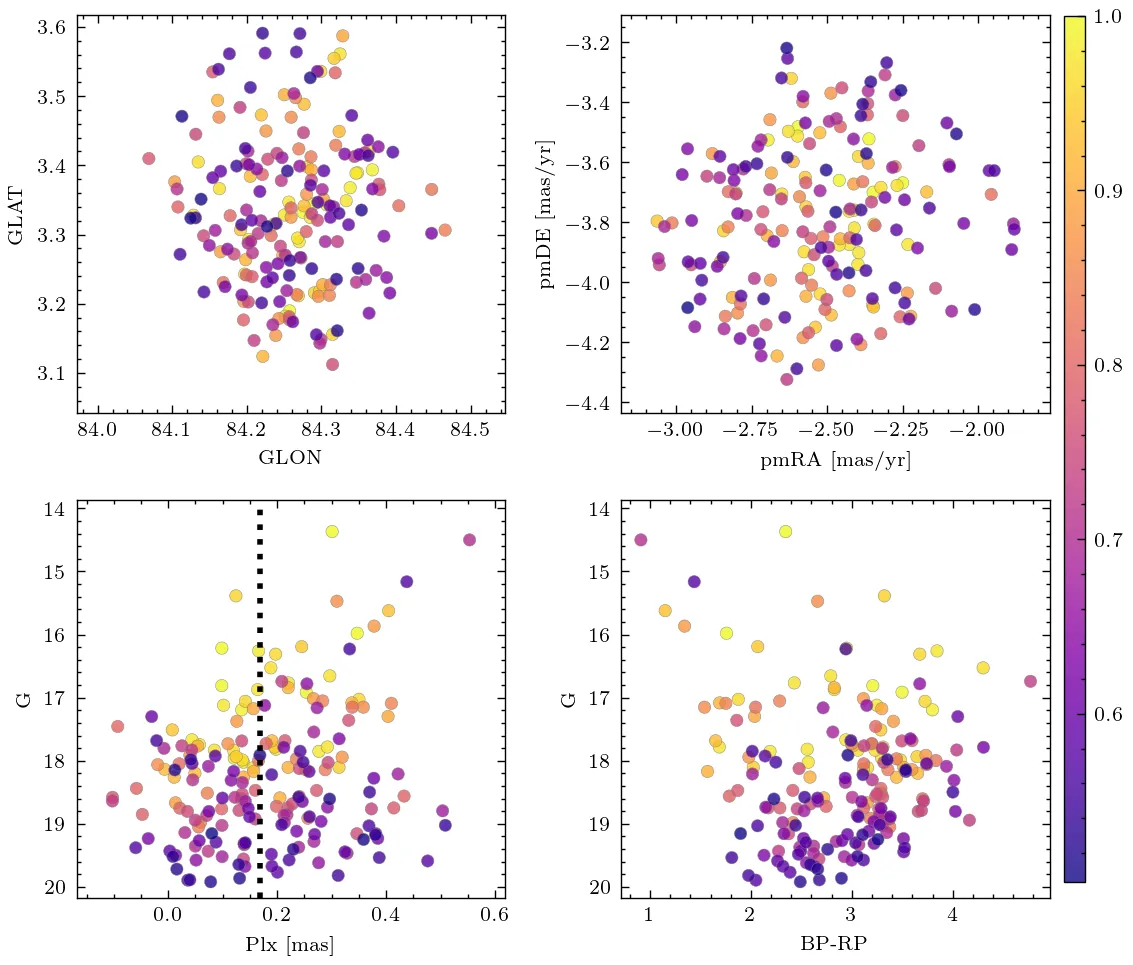 3.6
3.5
3.4
3.3
3.2
3.1
GLAT
84.0 84.1 84.2 84.3 84.4 84.5
GLON
−3.2
−3.4
−3.6
−3.8
−4.0
−4.2
−4.4
pmDE [mas/yr]
−3.00 −2.75 −2.50 −2.25 −2.00
pmRA [mas/yr]
1.0
0.9
0.8
0.7
0.6
14
15
16
17
18
19
20
G
0.0 0.2 0.4 0.6
Plx [mas]
14
15
16
17
18
19
20
G
1 2 3 4
BP-RP